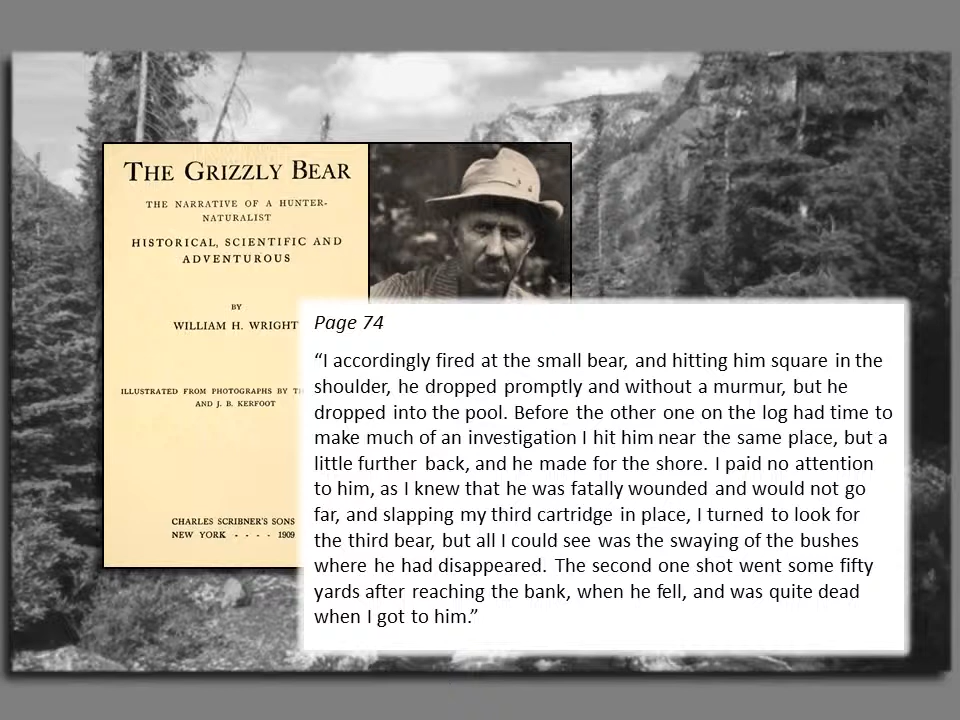 THE GRIZZLY BEAR
THE NARRATIVE OF A HUNTER-
NATURALIST
HISTORICAL, SCIENTIFIC AND
ADVENTUROUS
BY
WILLIAM H. WRIGHT
ILLUSTRATED FROM PHOTOGRAPHS BY
AND J. B. KERFOOT
CHARLES SCRIBNER'S SONS
NEW YORK - - - - 1909
Page 74
“I accordingly fired at the small bear, and hitting him square in the
shoulder, he dropped promptly and without a murmur, but he
dropped into the pool. Before the other one on the log had time to
make much of an investigation I hit him near the same place, but a
little further back, and he made for the shore. I paid no attention
to him, as I knew that he was fatally wounded and would not go
far, and slapping my third cartridge in place, I turned to look for
the third bear, but all I could see was the swaying of the bushes
where he had disappeared. The second one shot went some fifty
yards after reaching the bank, when he fell, and was quite dead
when I got to him.”